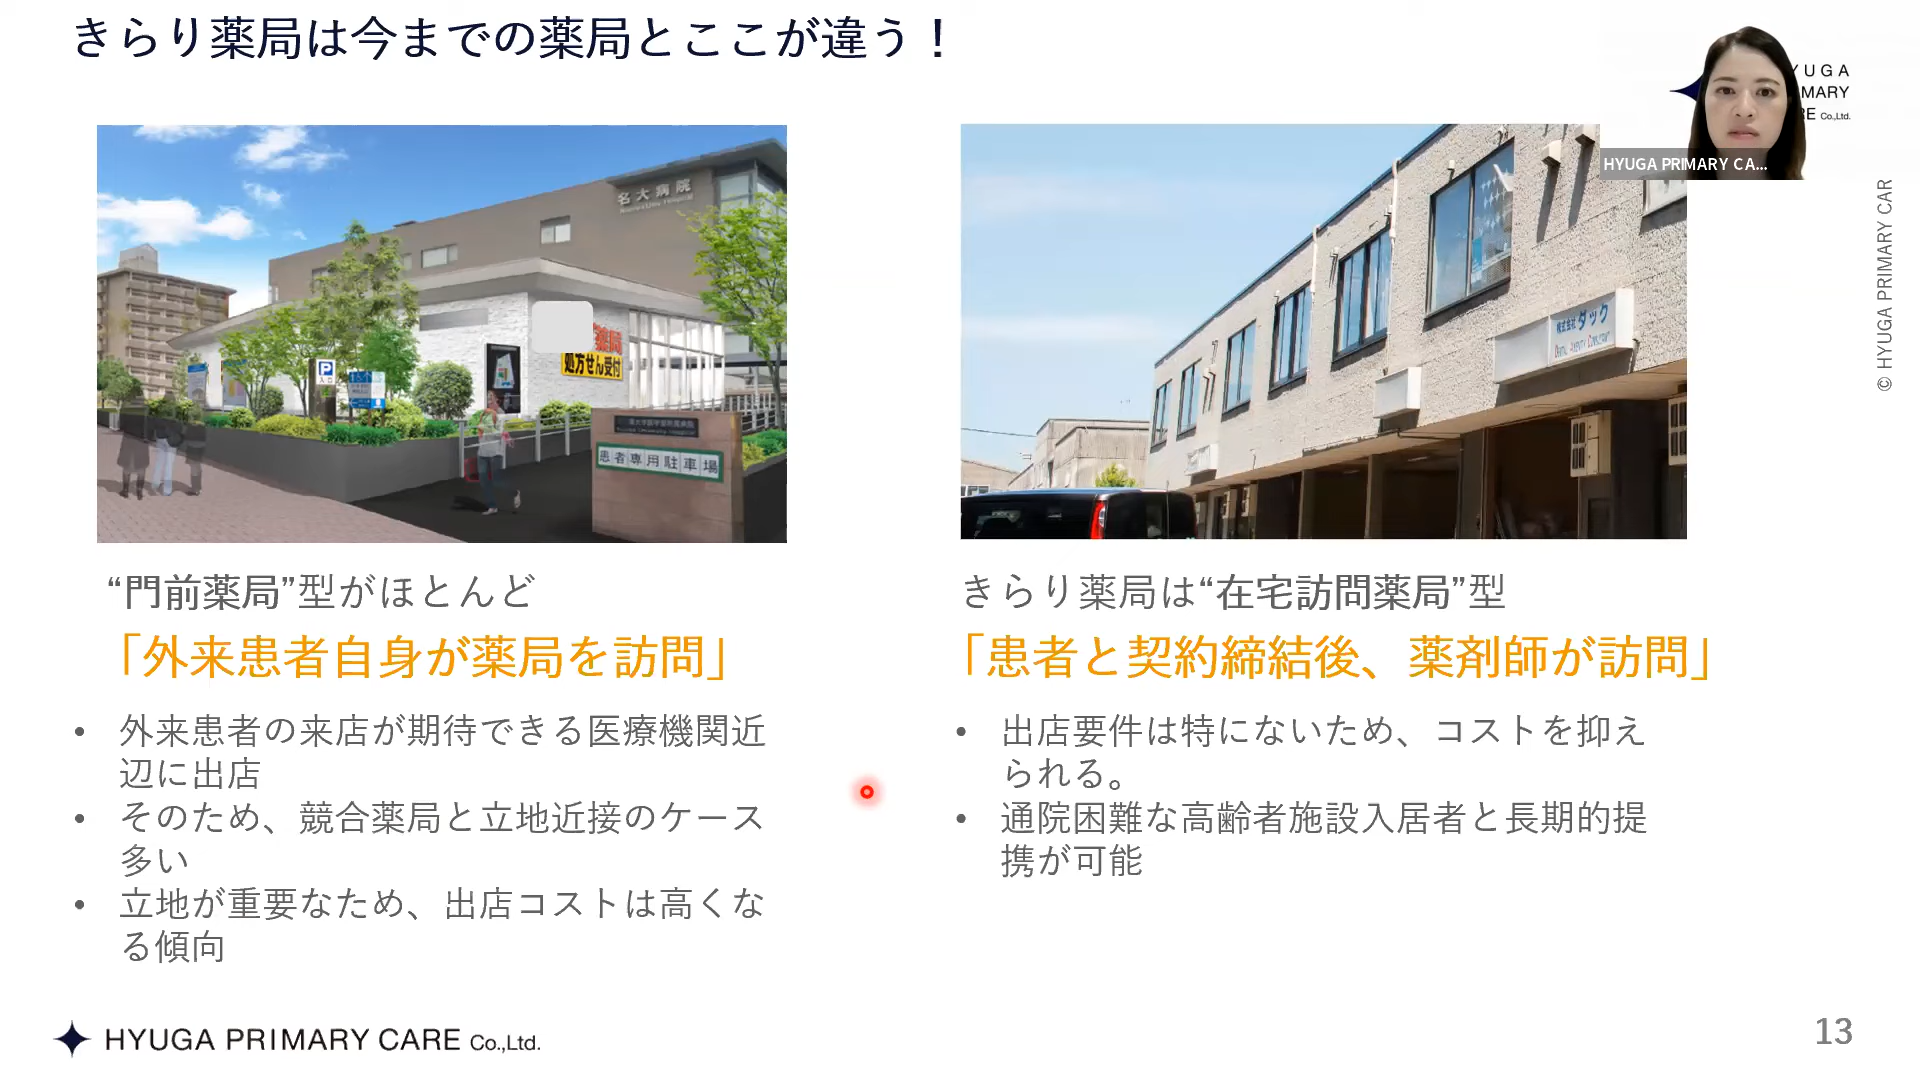 きらり薬局は今までの薬局とここが違う！
YUGA
MARY
RE Co.,Ltd.
HYUGA PRIMARY CA...
© HYUGA PRIMARY CAR
名大病院
薬局
処方せん受付
P
入口
患者専用駐車場
株式会社 ダック
“門前薬局”型がほとんど
「外来患者自身が薬局を訪問」
• 外来患者の来店が期待できる医療機関近
辺に出店
• そのため、競合薬局と立地近接のケース
多い
• 立地が重要なため、出店コストは高くな
る傾向
きらり薬局は“在宅訪問薬局”型
「患者と契約締結後、薬剤師が訪問」
• 出店要件は特にないため、コストを抑え
られる。
• 通院困難な高齢者施設入居者と長期的提
携が可能
HYUGA PRIMARY CARE Co.,Ltd.
13